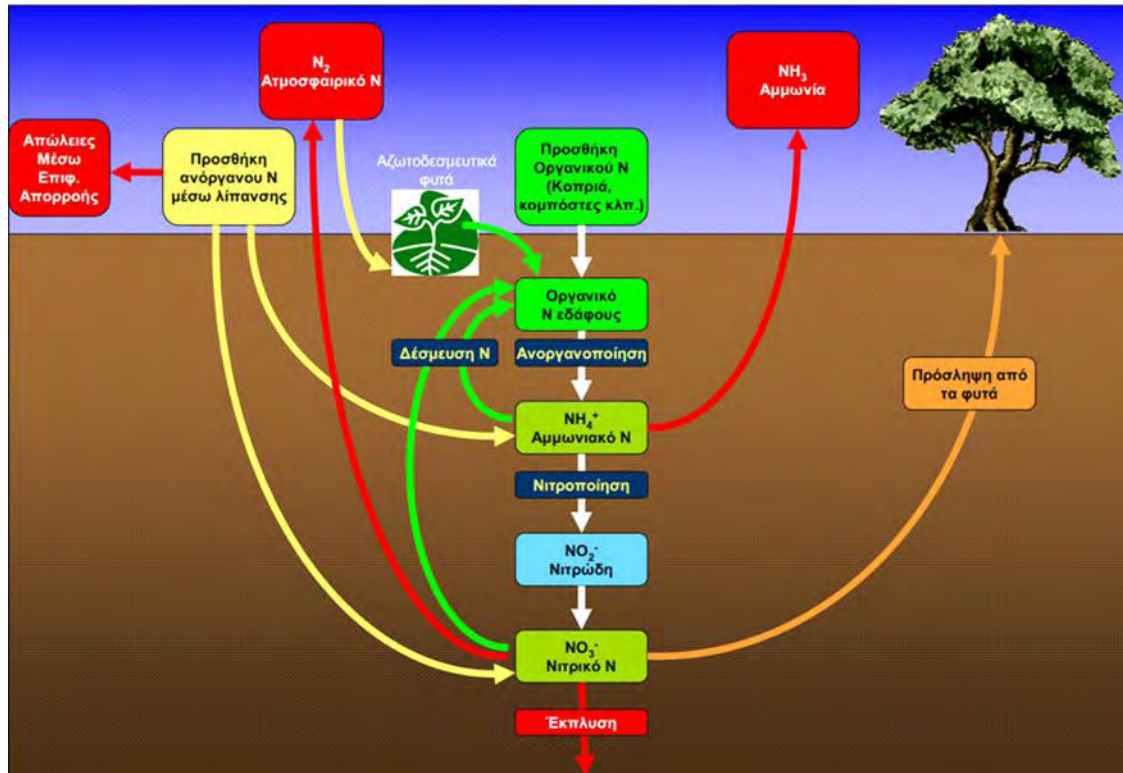 N₂
Ατμοσφαιρικό Ν
NH₃
Αμμωνία
Απώλειες
Μέσω
Επιφ.
Απορροής
Προσθήκη
ανόργανου Ν
μέσω λίπανσης
Αζωτοδεσμευτικά
φυτά
Προσθήκη
Οργανικού Ν
(Κοπριά,
κομπόστες κλπ.)
Οργανικό
Ν εδάφους
Δέσμευση Ν
Ανοργανοποίηση
Πρόσληψη από
τα φυτά
NH₄⁺
Αμμωνιακό Ν
Νιτροποίηση
NO₂⁻
Νιτρώδη
NO₃⁻
Νιτρικό Ν
Έκπλυση